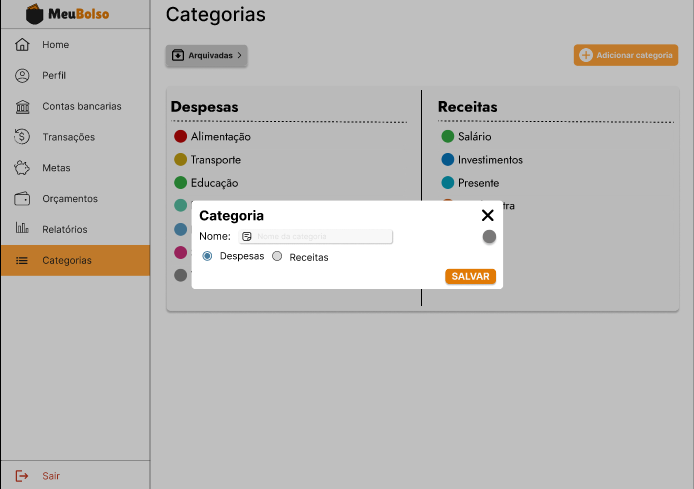 MeuBolso
Home
Perfil
Contas bancarias
Transações
Metas
Orçamentos
Relatórios
Categorias
Sair
Categorias
Arquivadas
Adicionar categoria
Despesas
Alimentação
Transporte
Educação
Receitas
Salário
Investimentos
Presente
Categoria
Nome: Nome da categoria
Despesas Receitas
SALVAR